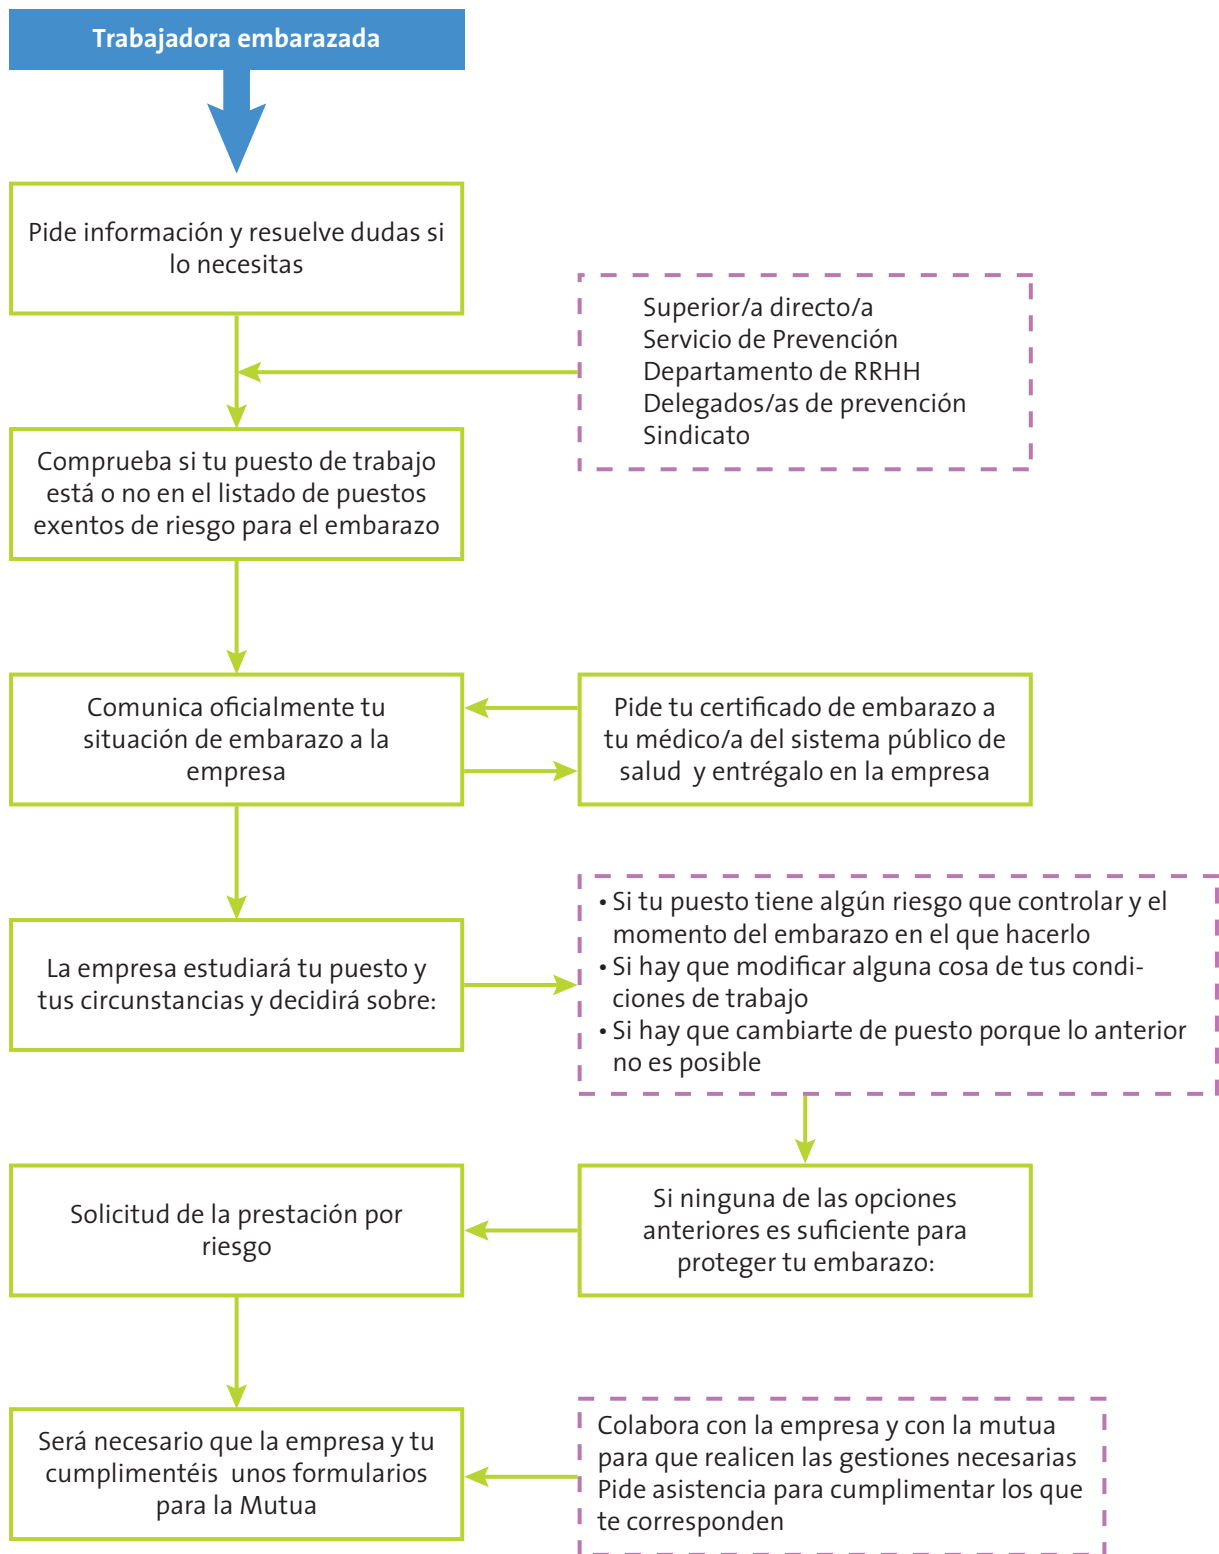 Trabajadora embarazada
Pide información y resuelve dudas si
lo necesitas
Superior/a directo/a
Servicio de Prevención
Departamento de RRHH
Delegados/as de prevención
Sindicato
Comprueba si tu puesto de trabajo
está o no en el listado de puestos
exentos de riesgo para el embarazo
Comunica oficialmente tu
situación de embarazo a la
empresa
Pide tu certificado de embarazo a
tu médico/a del sistema público de
salud y entrégalo en la empresa
La empresa estudiará tu puesto y
tus circunstancias y decidirá sobre:
• Si tu puesto tiene algún riesgo que controlar y el
momento del embarazo en el que hacerlo
• Si hay que modificar alguna cosa de tus condi-
ciones de trabajo
• Si hay que cambiarte de puesto porque lo anterior
no es posible
Si ninguna de las opciones
anteriores es suficiente para
proteger tu embarazo:
Solicitud de la prestación por
riesgo
Será necesario que la empresa y tu
cumplimentéis unos formularios
para la Mutua
Colabora con la empresa y con la mutua
para que realicen las gestiones necesarias
Pide asistencia para cumplimentar los que
te corresponden